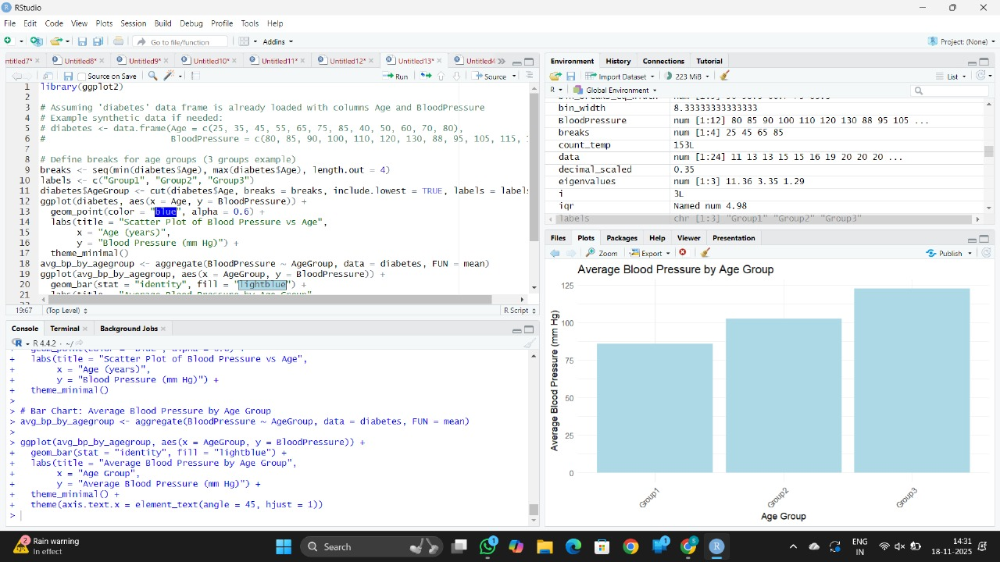 RStudio
File Edit Code View Plots Session Build Debug Profile Tools Help
Go to file/function Addins Project: (None)
ntitled7* Untitled8* Untitled9* Untitled10* Untitled11* Untitled12* Untitled13* Untitled4
Source on Save Run Source
1 library(ggplot2)
2
3 # Assuming 'diabetes' data frame is already loaded with columns Age and BloodPressure
4 # Example synthetic data if needed:
5 # diabetes <- data.frame(Age = c(25, 35, 45, 55, 65, 75, 85, 40, 50, 60, 70, 80),
6 # BloodPressure = c(80, 85, 90, 100, 110, 120, 130, 88, 95, 105, 115,
7
8 # Define breaks for age groups (3 groups example)
9 breaks <- seq(min(diabetes$Age), max(diabetes$Age), length.out = 4)
10 labels <- c("Group1", "Group2", "Group3")
11 diabetes$AgeGroup <- cut(diabetes$Age, breaks = breaks, include.lowest = TRUE, labels = label
12 ggplot(diabetes, aes(x = Age, y = BloodPressure)) +
13 geom_point(color = "blue", alpha = 0.6) +
14 labs(title = "Scatter Plot of Blood Pressure vs Age",
15 x = "Age (years)",
16 y = "Blood Pressure (mm Hg)") +
17 theme_minimal()
18 avg_bp_by_agegroup <- aggregate(BloodPressure ~ AgeGroup, data = diabetes, FUN = mean)
19 ggplot(avg_bp_by_agegroup, aes(x = AgeGroup, y = BloodPressure)) +
20 geom_bar(stat = "identity", fill = "lightblue") +
21 labs(title = "Average Blood Pressure by Age Group",
19:67 (Top Level) R Script
Console Terminal Background Jobs
R 4.4.2 · ~/
+ labs(title = "Scatter Plot of Blood Pressure vs Age",
+ x = "Age (years)",
+ y = "Blood Pressure (mm Hg)") +
+ theme_minimal()
>
> # Bar Chart: Average Blood Pressure by Age Group
> avg_bp_by_agegroup <- aggregate(BloodPressure ~ AgeGroup, data = diabetes, FUN = mean)
>
> ggplot(avg_bp_by_agegroup, aes(x = AgeGroup, y = BloodPressure)) +
+ geom_bar(stat = "identity", fill = "lightblue") +
+ labs(title = "Average Blood Pressure by Age Group",
+ x = "Age Group",
+ y = "Average Blood Pressure (mm Hg)") +
+ theme_minimal() +
+ theme(axis.text.x = element_text(angle = 45, hjust = 1))
>
Environment History Connections Tutorial
Import Dataset 223 MiB List
R Global Environment
bin_width 8.33333333333333
BloodPressure num [1:12] 80 85 90 100 110 120 130 88 95 105 ...
breaks num [1:4] 25 45 65 85
count_temp 153L
data num [1:24] 11 13 13 15 15 16 19 20 20 20 ...
decimal_scaled 0.35
eigenvalues num [1:3] 11.36 3.35 1.29
i 3L
iqr Named num 4.98
labels chr [1:3] "Group1" "Group2" "Group3"
Files Plots Packages Help Viewer Presentation
Zoom Export Publish
Average Blood Pressure by Age Group
Average Blood Pressure (mm Hg)
125
100
75
50
25
0
Group1 Group2 Group3
Age Group
2 Rain warning
In effect
Search
1
1
S
ENG
IN
14:31
18-11-2025